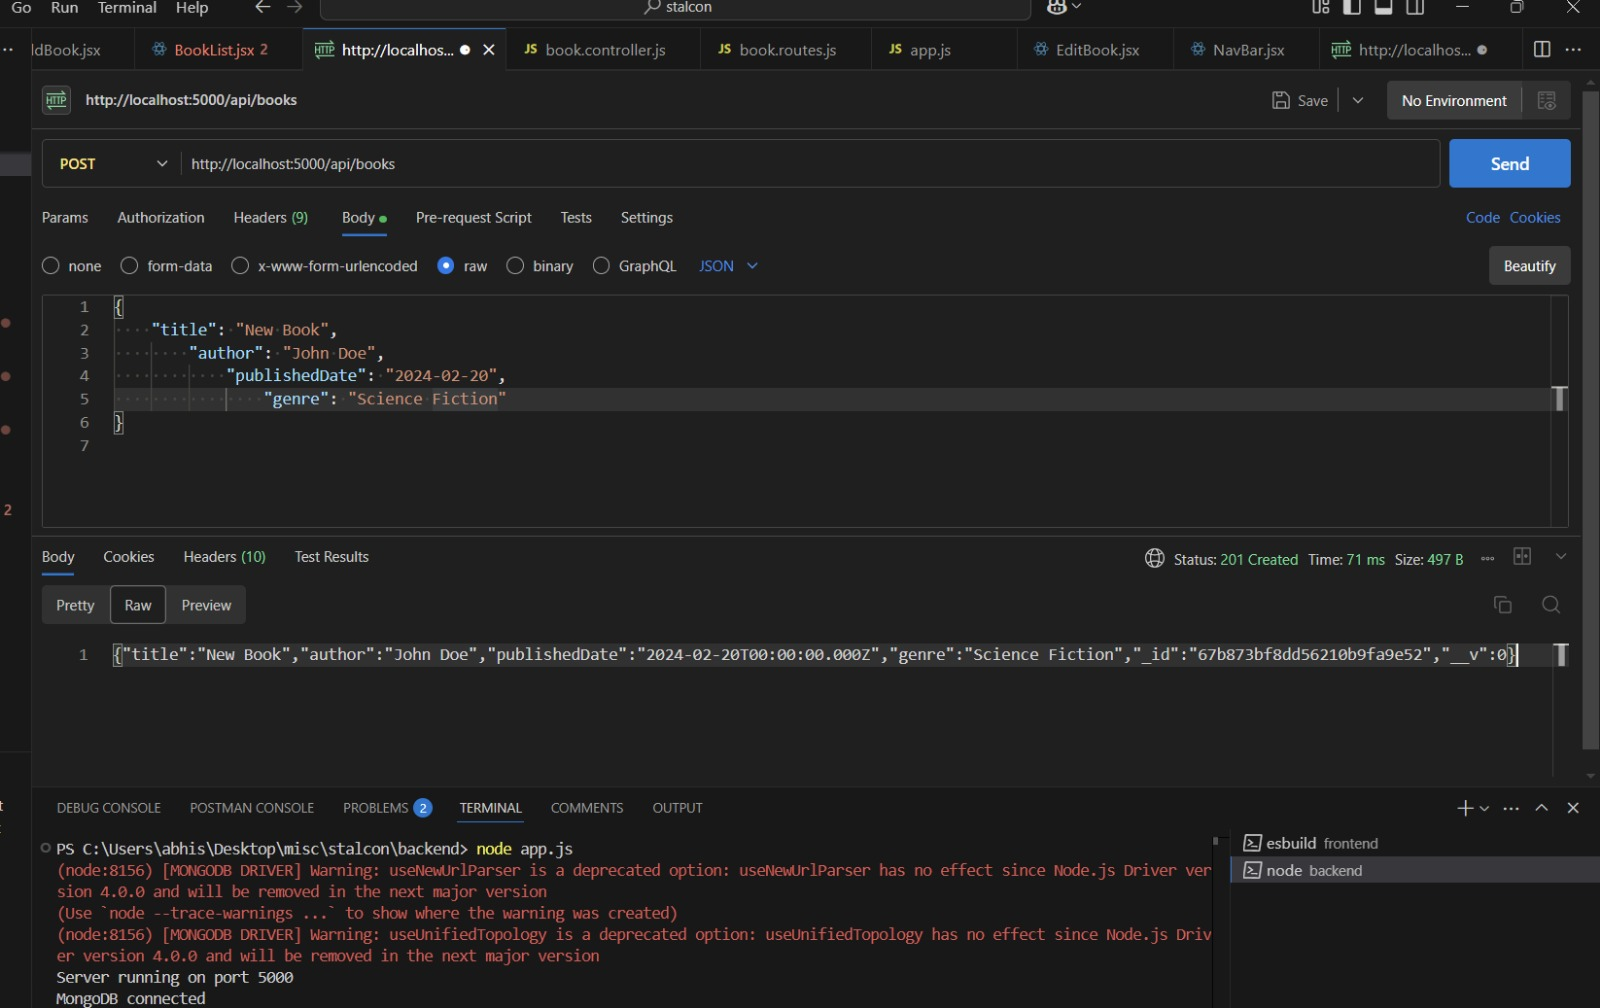 Go Run Terminal Help stalcon
ldBook.jsx BookList.jsx 2 HTTP http://localhos... JS book.controller.js JS book.routes.js JS app.js EditBook.jsx NavBar.jsx HTTP http://localhos...
HTTP http://localhost:5000/api/books Save No Environment
POST http://localhost:5000/api/books Send
Params Authorization Headers (9) Body Pre-request Script Tests Settings Code Cookies
none form-data x-www-form-urlencoded raw binary GraphQL JSON Beautify
1 {
2 "title": "New Book",
3 "author": "John Doe",
4 "publishedDate": "2024-02-20",
5 "genre": "Science Fiction"
6 }
7
2
Body Cookies Headers (10) Test Results Status: 201 Created Time: 71 ms Size: 497 B
Pretty Raw Preview
1 {"title":"New Book","author":"John Doe","publishedDate":"2024-02-20T00:00:00.000Z","genre":"Science Fiction","_id":"67b873bf8dd56210b9fa9e52","__v":0}
DEBUG CONSOLE POSTMAN CONSOLE PROBLEMS 2 TERMINAL COMMENTS OUTPUT
PS C:\Users\abhis\Desktop\misc\stalcon\backend> node app.js
(node:8156) [MONGODB DRIVER] Warning: useNewUrlParser is a deprecated option: useNewUrlParser has no effect since Node.js Driver ver
sion 4.0.0 and will be removed in the next major version
(Use `node --trace-warnings ...` to show where the warning was created)
(node:8156) [MONGODB DRIVER] Warning: useUnifiedTopology is a deprecated option: useUnifiedTopology has no effect since Node.js Driv
er version 4.0.0 and will be removed in the next major version
Server running on port 5000
MongoDB connected
esbuild frontend
node backend